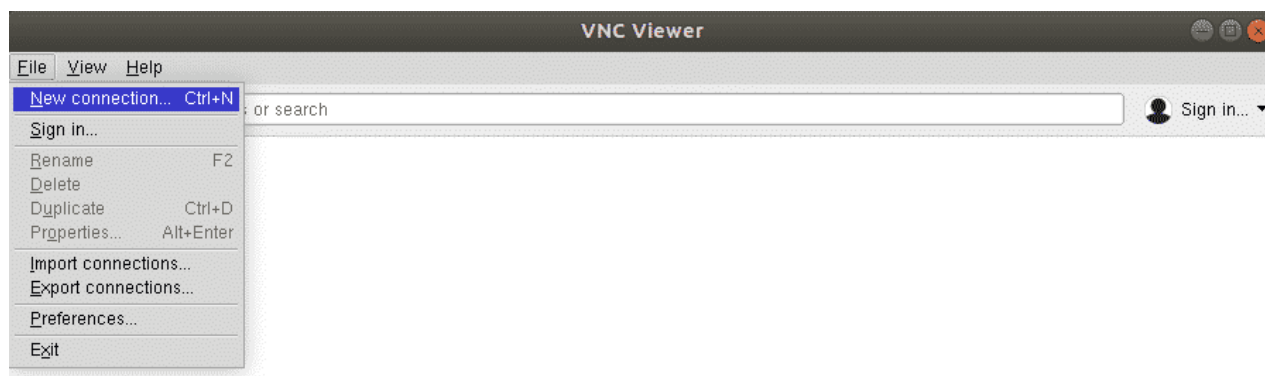 VNC Viewer
File View Help
New connection... Ctrl+N
or search
Sign in...
Sign in...
Rename F2
Delete
Duplicate Ctrl+D
Properties... Alt+Enter
Import connections...
Export connections...
Preferences...
Exit